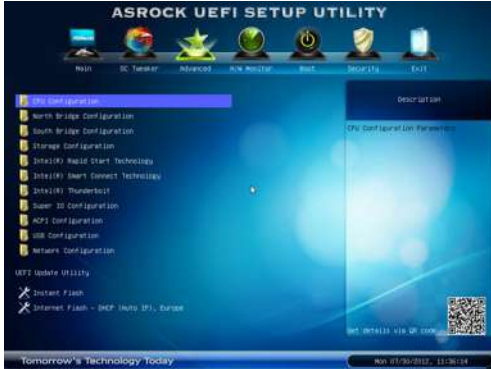 ASROCK UEFI SETUP UTILITY
Main
OC Tweaker
Advanced
H/W Monitor
Boot
Security
Exit
CPU Configuration
North Bridge Configuration
South Bridge Configuration
Storage Configuration
Intel(R) Rapid Start Technology
Intel(R) Smart Connect Technology
Intel(R) Thunderbolt
Super IO Configuration
ACPI Configuration
USB Configuration
Network Configuration
UEFI Update Utility
Instant Flash
Internet Flash - DHCP (Auto IP), Europe
Description
CPU Configuration Parameters
Get details via QR code
Tomorrow's Technology Today
Mon 07/30/2012, 11:36:14